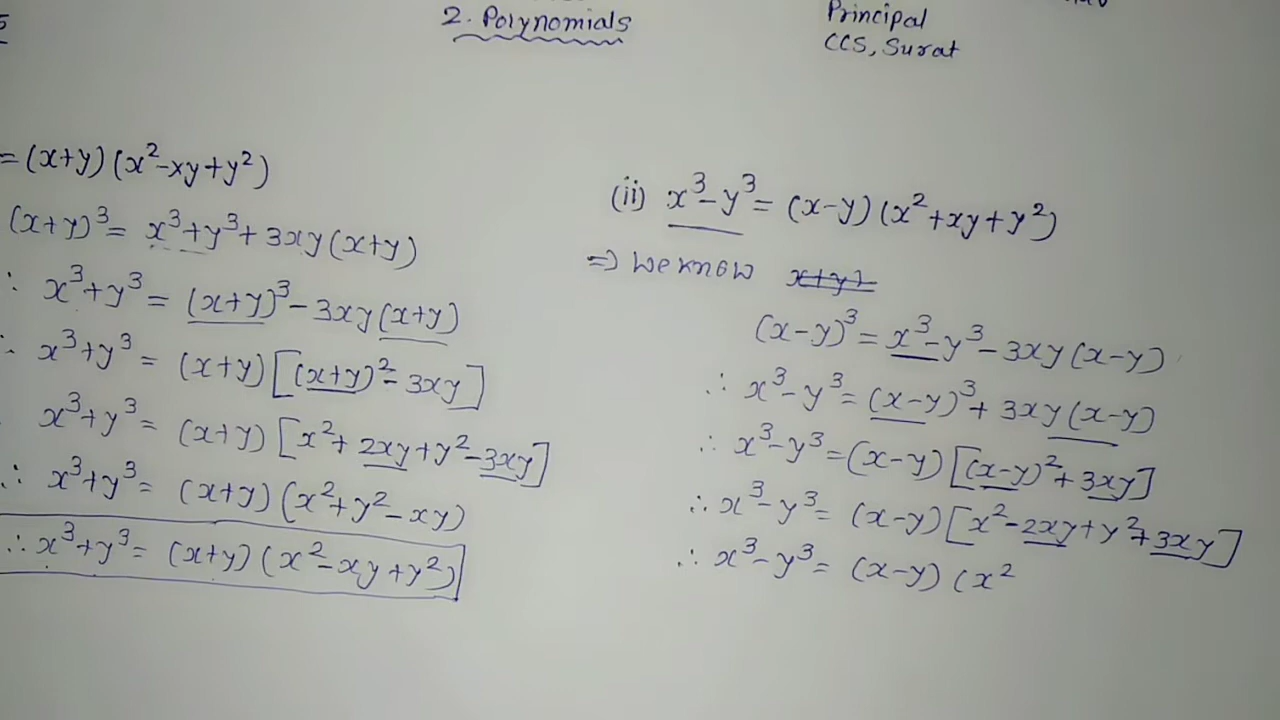 2. Polynomials
Principal
CCS, Surat
= (x+y) (x²-xy+y²)
(x+y)³ = x³+y³+3xy(x+y)
∴ x³+y³ = (x+y)³-3xy(x+y)
∴ x³+y³ = (x+y)[(x+y)²-3xy]
x³+y³ = (x+y)[x²+2xy+y²-3xy]
∴ x³+y³ = (x+y)(x²+y²-xy)
∴ x³+y³ = (x+y)(x²-xy+y²)
(ii) x³-y³ = (x-y)(x²+xy+y²)
⇒ We know
(x-y)³ = x³-y³-3xy(x-y)
∴ x³-y³ = (x-y)³+3xy(x-y)
∴ x³-y³ = (x-y)[(x-y)²+3xy]
∴ x³-y³ = (x-y)[x²-2xy+y²+3xy]
∴ x³-y³ = (x-y)(x²